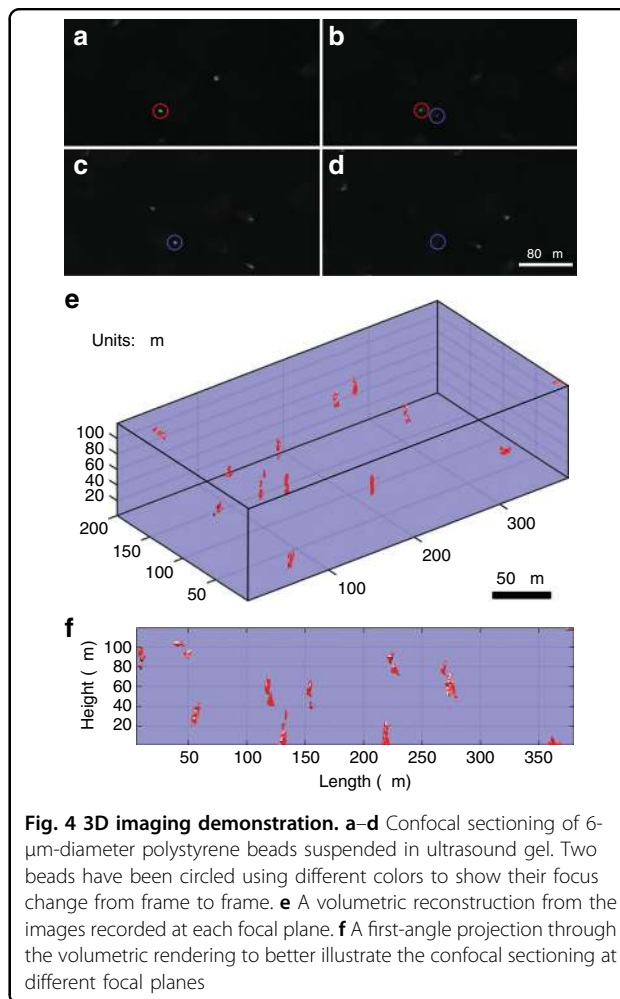 a
b
c
d
80 m
e
Units: m
100
80
60
40
20
200
150
100
50
100
200
300
50 m
f
Height ( m)
100
80
60
40
20
50
100
150
200
250
300
350
Length ( m)
Fig. 4 3D imaging demonstration. a–d Confocal sectioning of 6-
μm-diameter polystyrene beads suspended in ultrasound gel. Two
beads have been circled using different colors to show their focus
change from frame to frame. e A volumetric reconstruction from the
images recorded at each focal plane. f A first-angle projection through
the volumetric rendering to better illustrate the confocal sectioning at
different focal planes